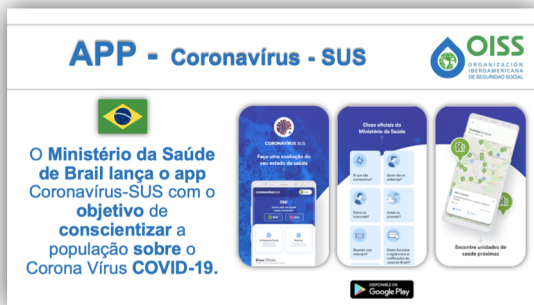 APP - Coronavírus - SUS
OISS
ORGANIZACIÓN
IBEROAMERICANA
DE SEGURIDAD SOCIAL
O Ministério da Saúde
de Brail lança o app
Coronavírus-SUS com o
objetivo de
conscientizar a
população sobre o
Corona Vírus COVID-19.
CORONAVÍRUS SUS
Faça uma avaliação do
seu estado de saúde
Dicas oficiais do
Ministério da Saúde
Encontre unidades de
saúde próximas
DISPONÍVEL EM
Google Play